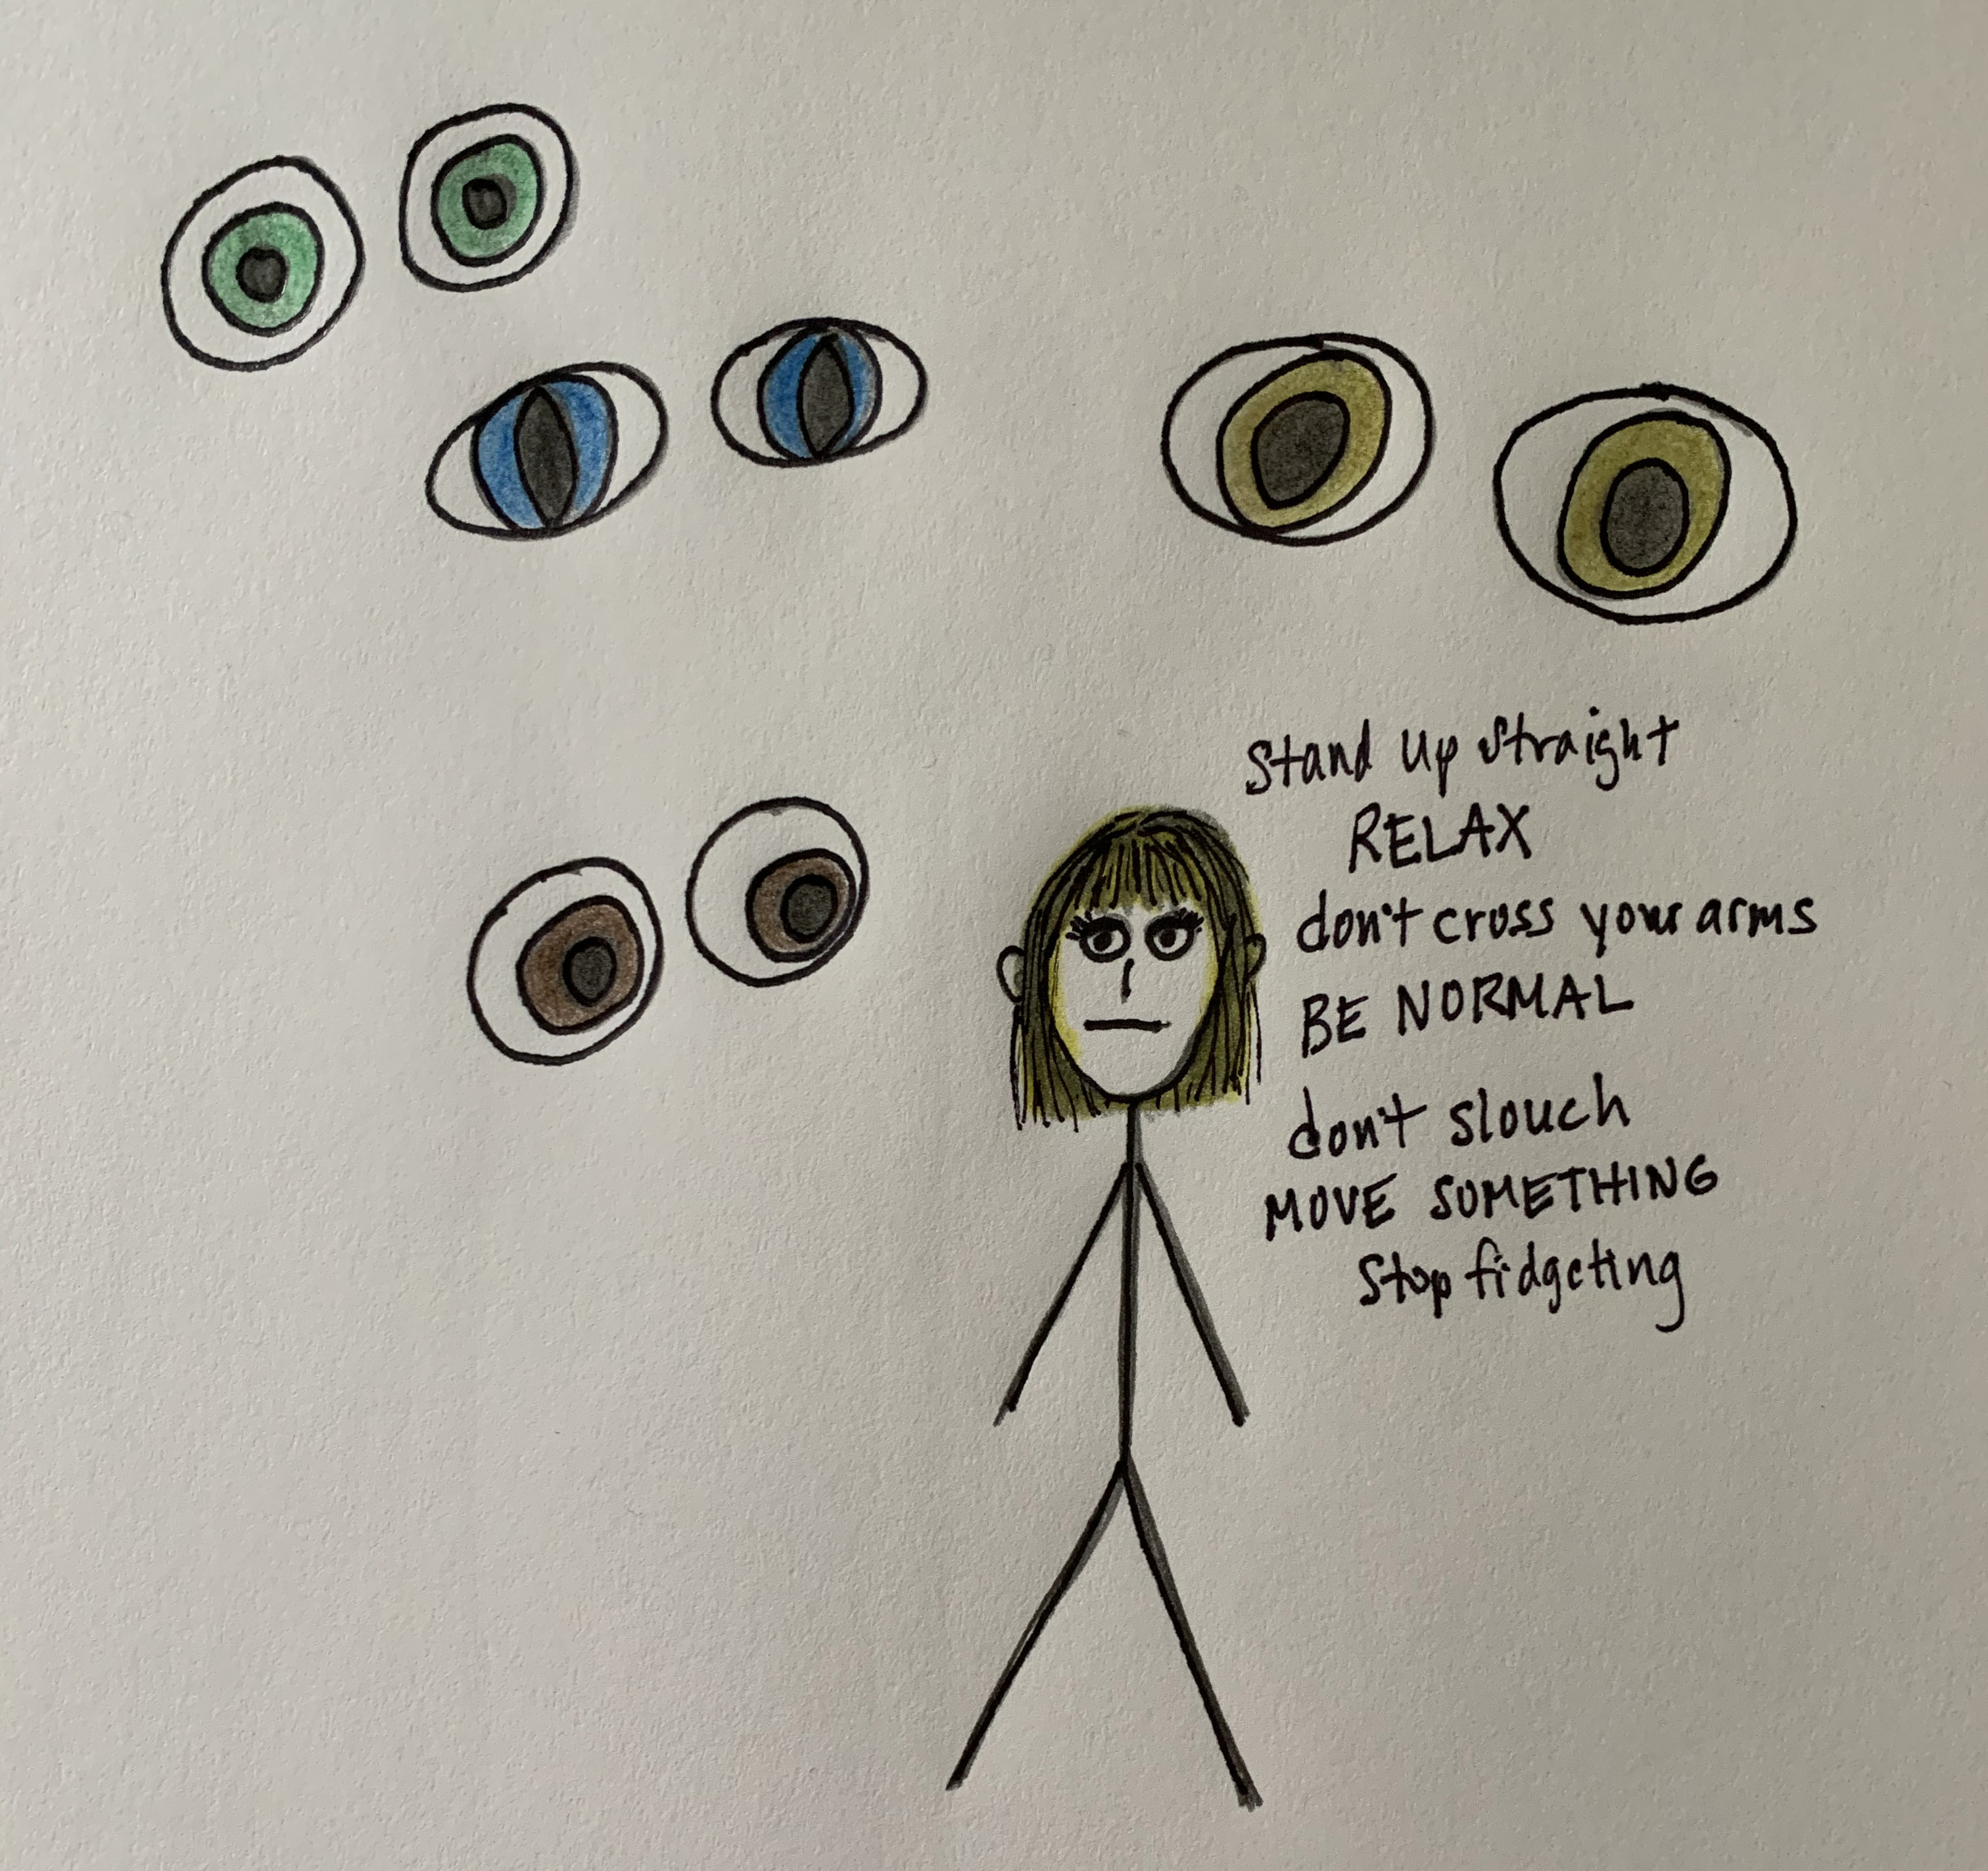 Stand Up Straight
RELAX
don't cross your arms
BE NORMAL
don't slouch
MOVE SOMETHING
Stop fidgeting